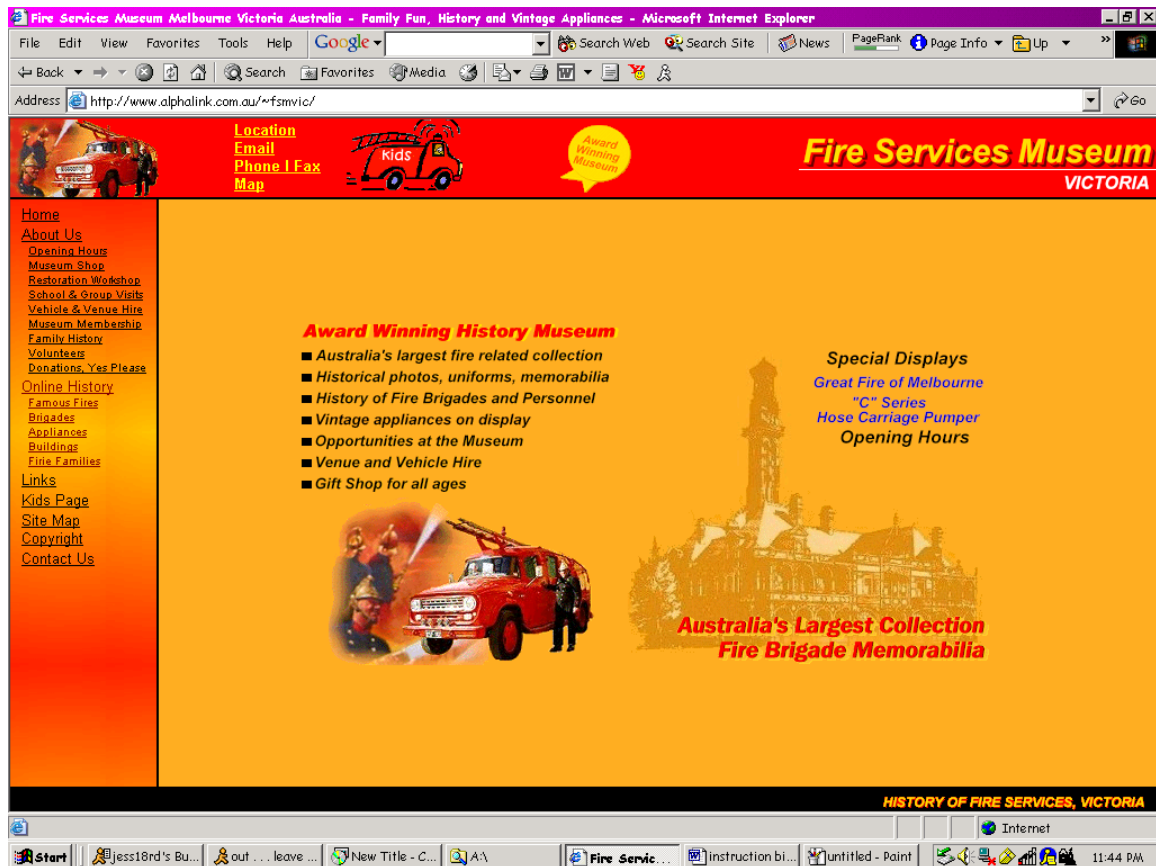 Fire Services Museum Melbourne Victoria Australia - Family Fun, History and Vintage Appliances - Microsoft Internet Explorer
File Edit View Favorites Tools Help Google Search Web Search Site News PageRank Page Info Up »
Back Search Favorites Media
Address http://www.alphalink.com.au/~fsmvic/ Go
Location
Email
Phone I Fax
Map
Kids
Award
Winning
Museum
Fire Services Museum
VICTORIA
Home
About Us
Opening Hours
Museum Shop
Restoration Workshop
School & Group Visits
Vehicle & Venue Hire
Museum Membership
Family History
Volunteers
Donations, Yes Please
Online History
Famous Fires
Brigades
Appliances
Buildings
Firie Families
Links
Kids Page
Site Map
Copyright
Contact Us
Award Winning History Museum
Australia's largest fire related collection
Historical photos, uniforms, memorabilia
History of Fire Brigades and Personnel
Vintage appliances on display
Opportunities at the Museum
Venue and Vehicle Hire
Gift Shop for all ages
Special Displays
Great Fire of Melbourne
"C" Series
Hose Carriage Pumper
Opening Hours
Australia's Largest Collection
Fire Brigade Memorabilia
HISTORY OF FIRE SERVICES, VICTORIA
Internet
Start jess18rd's Bu... out . . . leave ... New Title - C... A:\ Fire Servic... instruction bi... untitled - Paint 11:44 PM